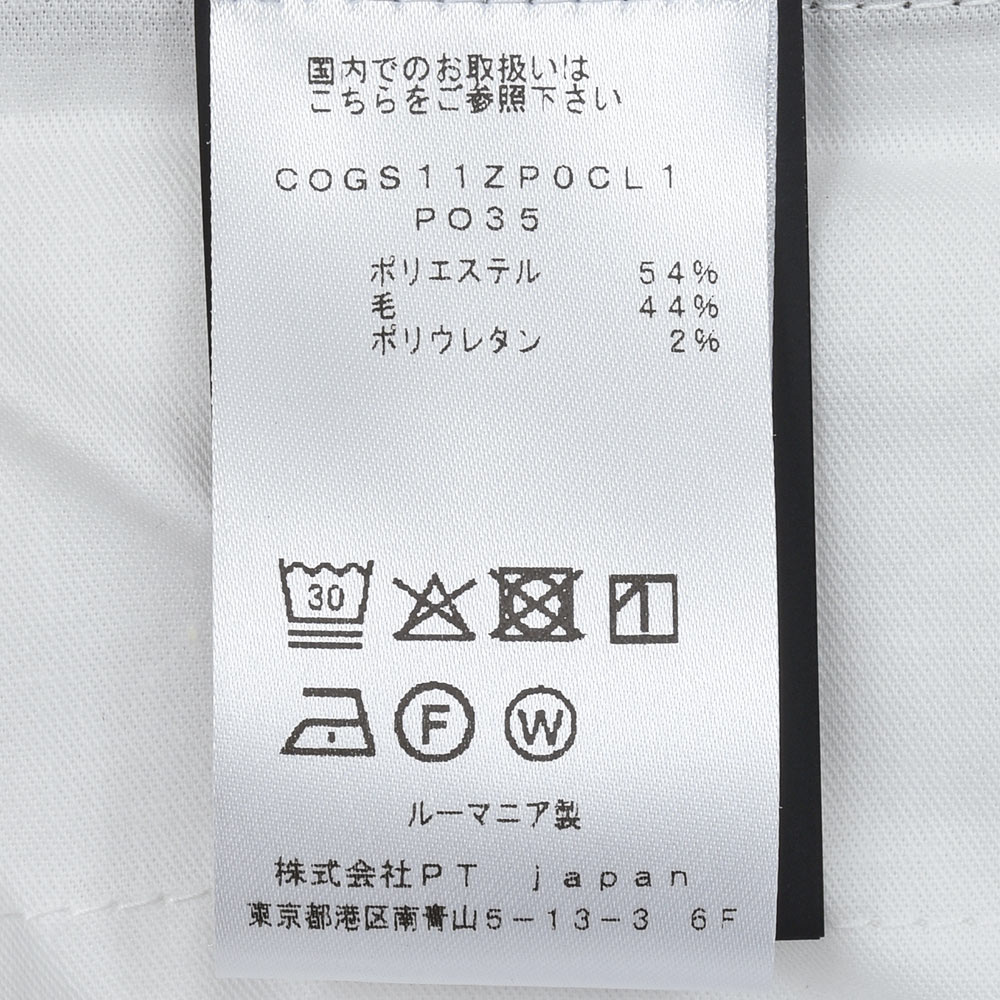 国内でのお取扱いは
こちらをご参照下さい
COGS11ZP0CL1
PO35
ポリエステル 54%
毛 44%
ポリウレタン 2%
30
F W
ルーマニア製
株式会社PT japan
東京都港区南青山5-13-3 6F